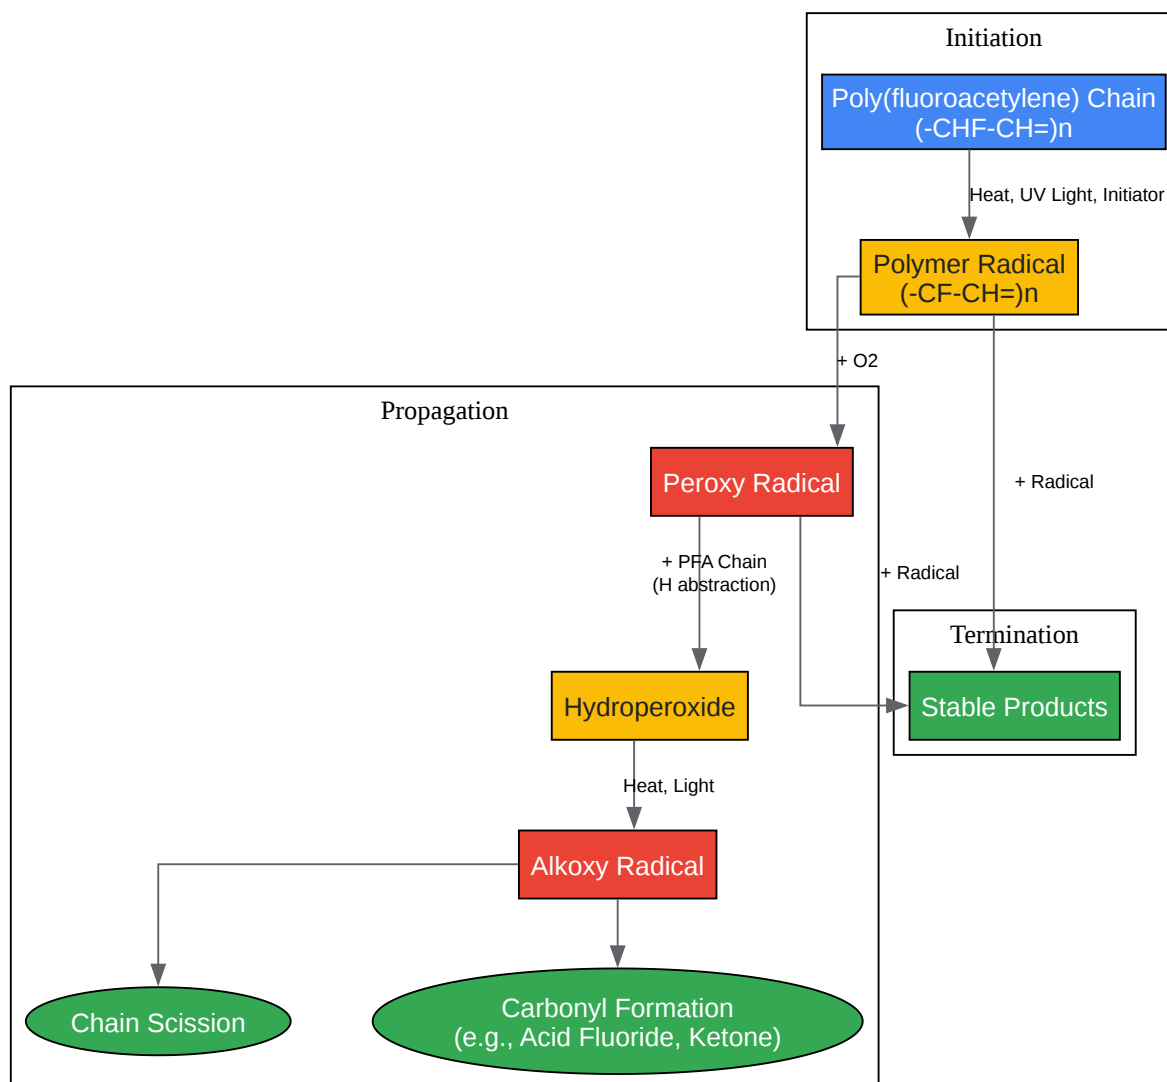 Initiation
Poly(fluoroacetylene) Chain
(-CHF-CH=)n
Heat, UV Light, Initiator
Polymer Radical
(-CF-CH=)n
+ O2
Propagation
Peroxy Radical
+ Radical
+ PFA Chain
(H abstraction)
+ Radical
Termination
Hydroperoxide
Stable Products
Heat, Light
Alkoxy Radical
Chain Scission
Carbonyl Formation
(e.g., Acid Fluoride, Ketone)